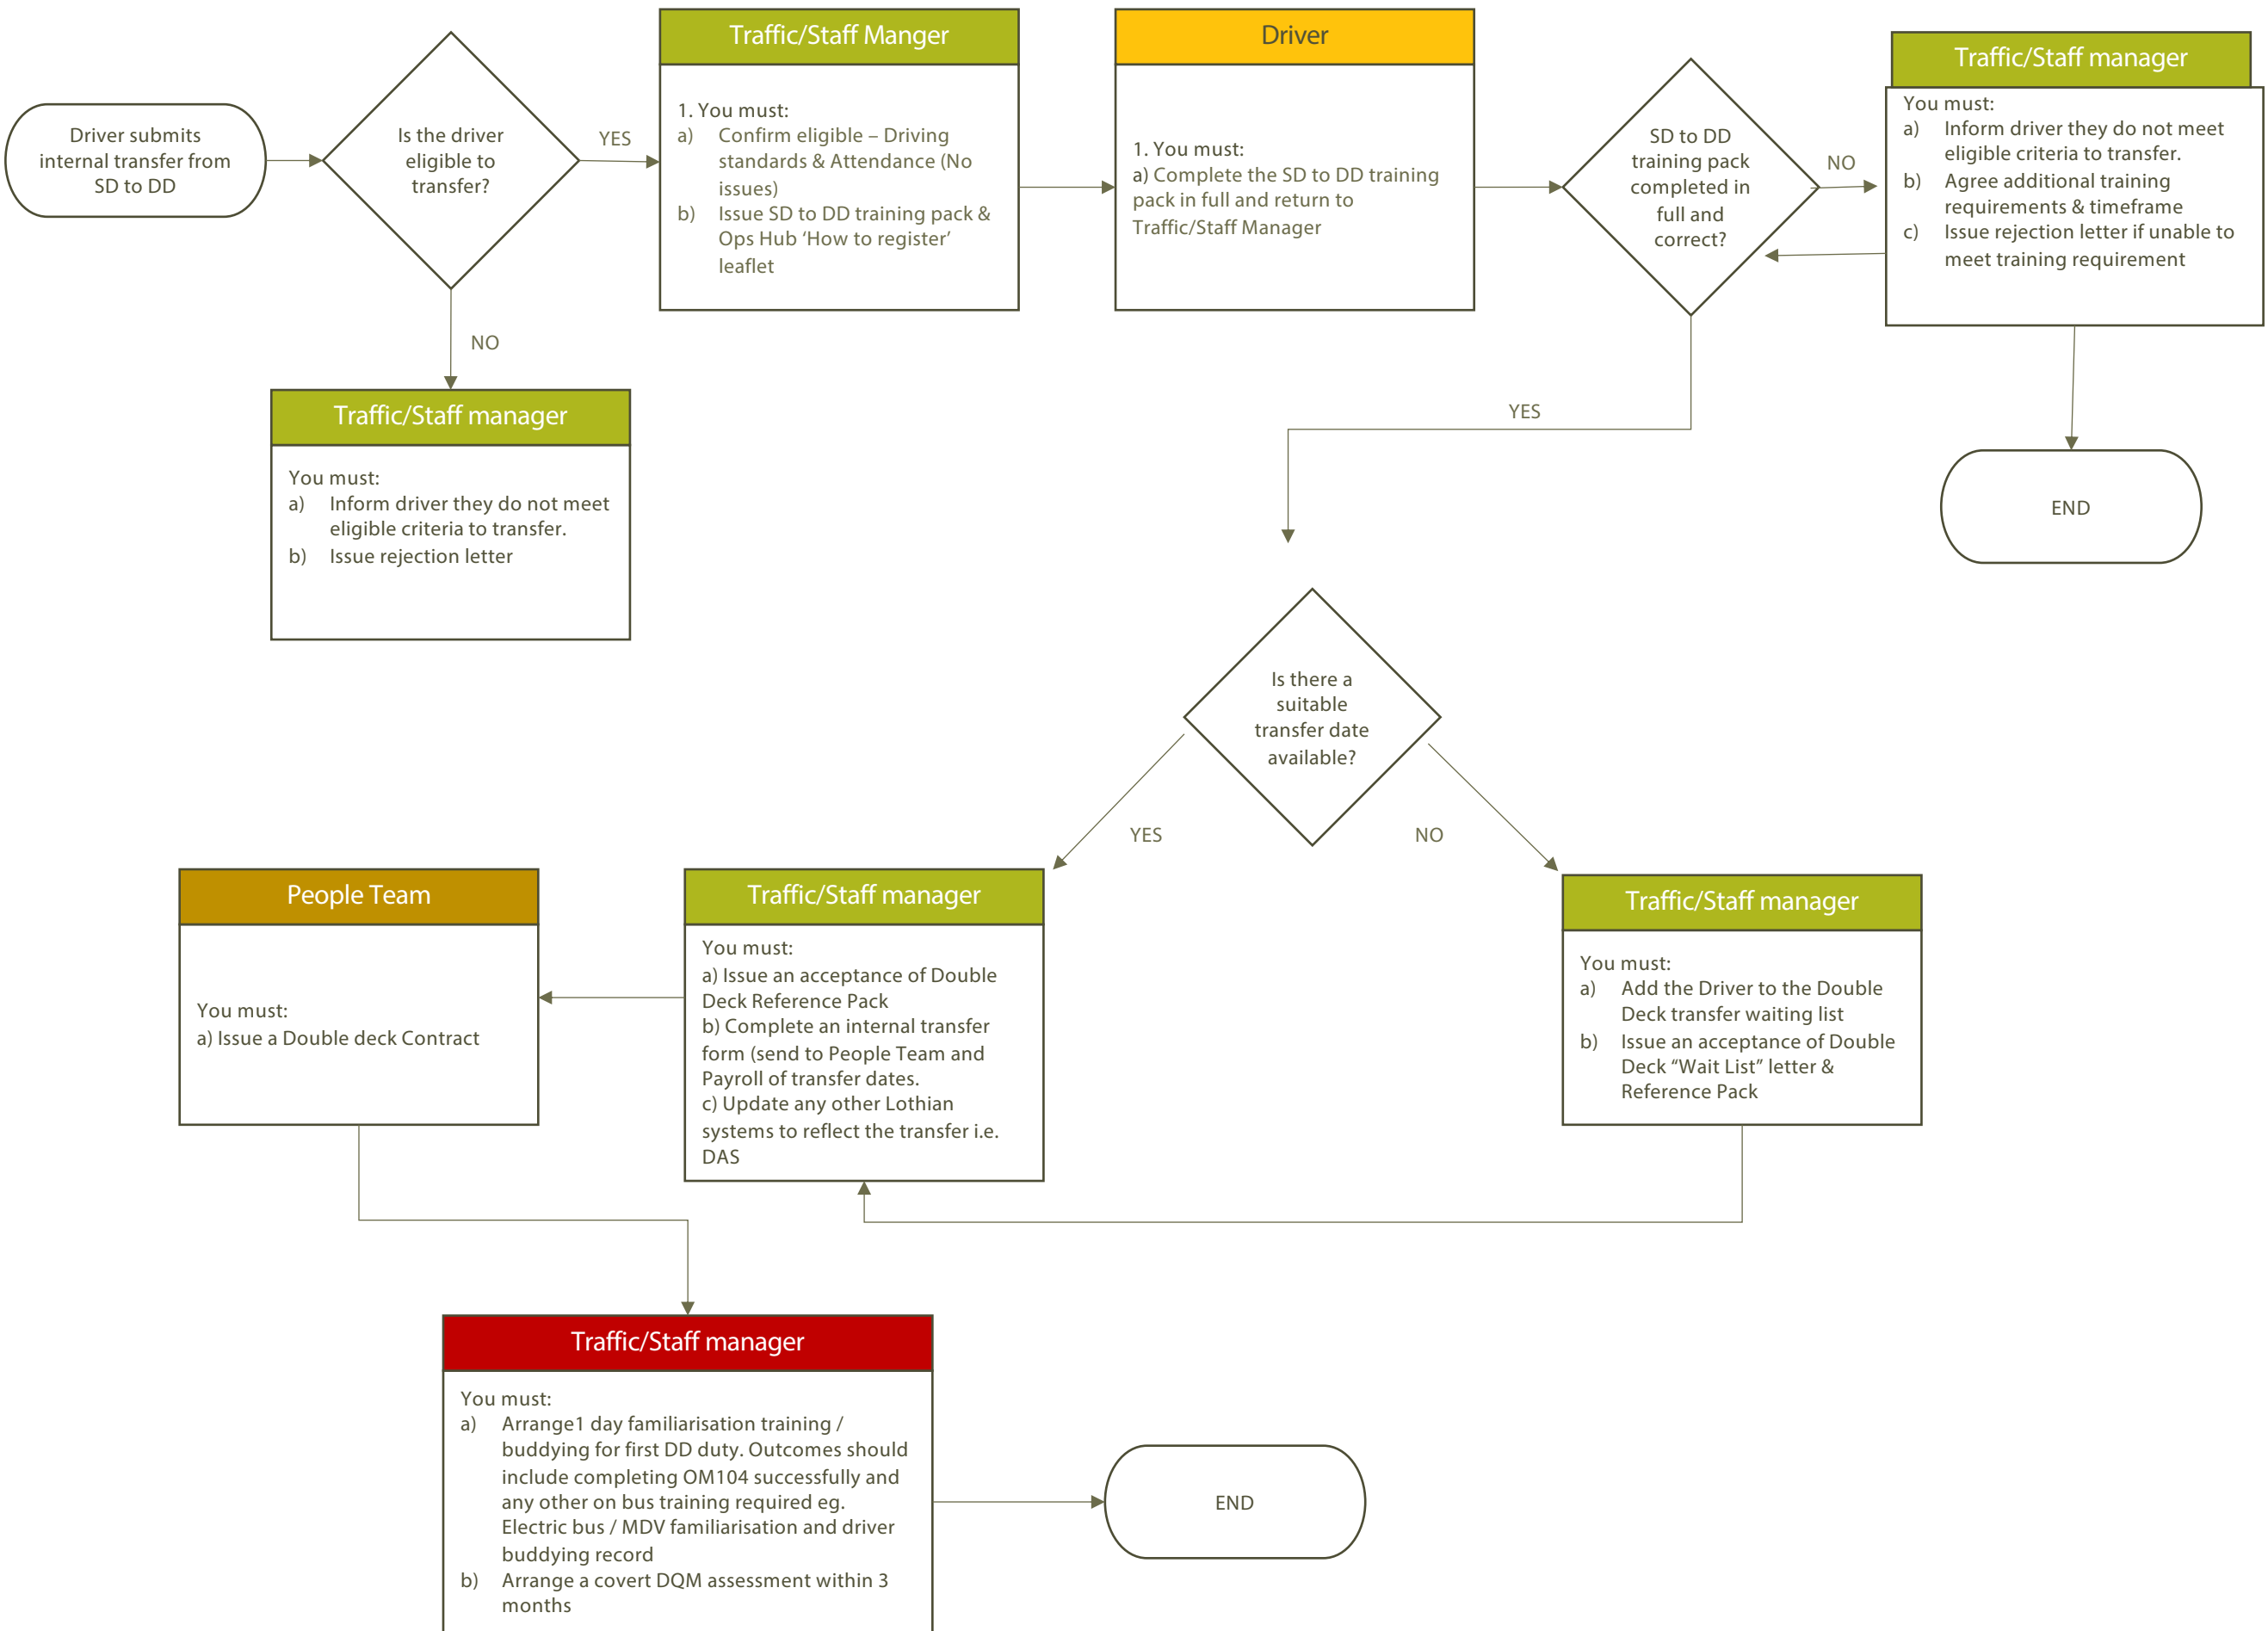 Driver submits
internal transfer from
SD to DD
Is the driver
eligible to
transfer?
YES
NO
Traffic/Staff Manger
1. You must:
a) Confirm eligible – Driving
standards & Attendance (No
issues)
b) Issue SD to DD training pack &
Ops Hub ‘How to register’
leaflet
Driver
1. You must:
a) Complete the SD to DD training
pack in full and return to
Traffic/Staff Manager
SD to DD
training pack
completed in
full and
correct?
NO
YES
Traffic/Staff manager
You must:
a) Inform driver they do not meet
eligible criteria to transfer.
b) Agree additional training
requirements & timeframe
c) Issue rejection letter if unable to
meet training requirement
END
Traffic/Staff manager
You must:
a) Inform driver they do not meet
eligible criteria to transfer.
b) Issue rejection letter
Is there a
suitable
transfer date
available?
YES
NO
People Team
You must:
a) Issue a Double deck Contract
Traffic/Staff manager
You must:
a) Issue an acceptance of Double
Deck Reference Pack
b) Complete an internal transfer
form (send to People Team and
Payroll of transfer dates.
c) Update any other Lothian
systems to reflect the transfer i.e.
DAS
Traffic/Staff manager
You must:
a) Add the Driver to the Double
Deck transfer waiting list
b) Issue an acceptance of Double
Deck “Wait List” letter &
Reference Pack
Traffic/Staff manager
You must:
a) Arrange1 day familiarisation training /
buddying for first DD duty. Outcomes should
include completing OM104 successfully and
any other on bus training required eg.
Electric bus / MDV familiarisation and driver
buddying record
b) Arrange a covert DQM assessment within 3
months
END